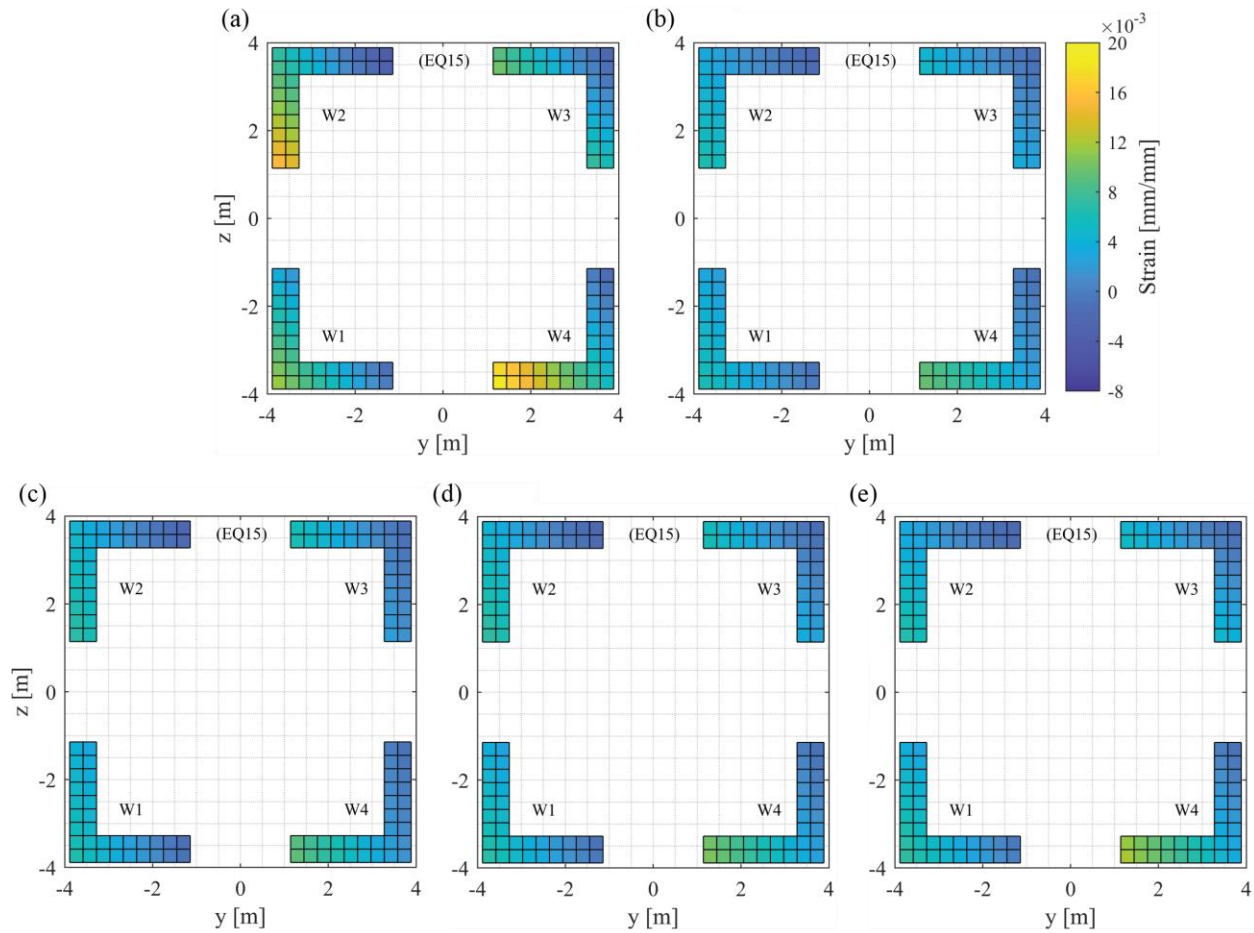 (a)
(b)
×10⁻³
4
2
0
-2
-4
z [m]
(EQ15)
W2
W3
W1
W4
-4
-2
0
2
4
y [m]
(EQ15)
W2
W3
W1
W4
4
2
0
-2
-4
-4
-2
0
2
4
y [m]
20
16
12
8
4
0
-4
-8
Strain [mm/mm]
(c)
(d)
(e)
4
2
0
-2
-4
z [m]
(EQ15)
W2
W3
W1
W4
-4
-2
0
2
4
y [m]
4
2
0
-2
-4
(EQ15)
W2
W3
W1
W4
-4
-2
0
2
4
y [m]
4
2
0
-2
-4
(EQ15)
W2
W3
W1
W4
-4
-2
0
2
4
y [m]